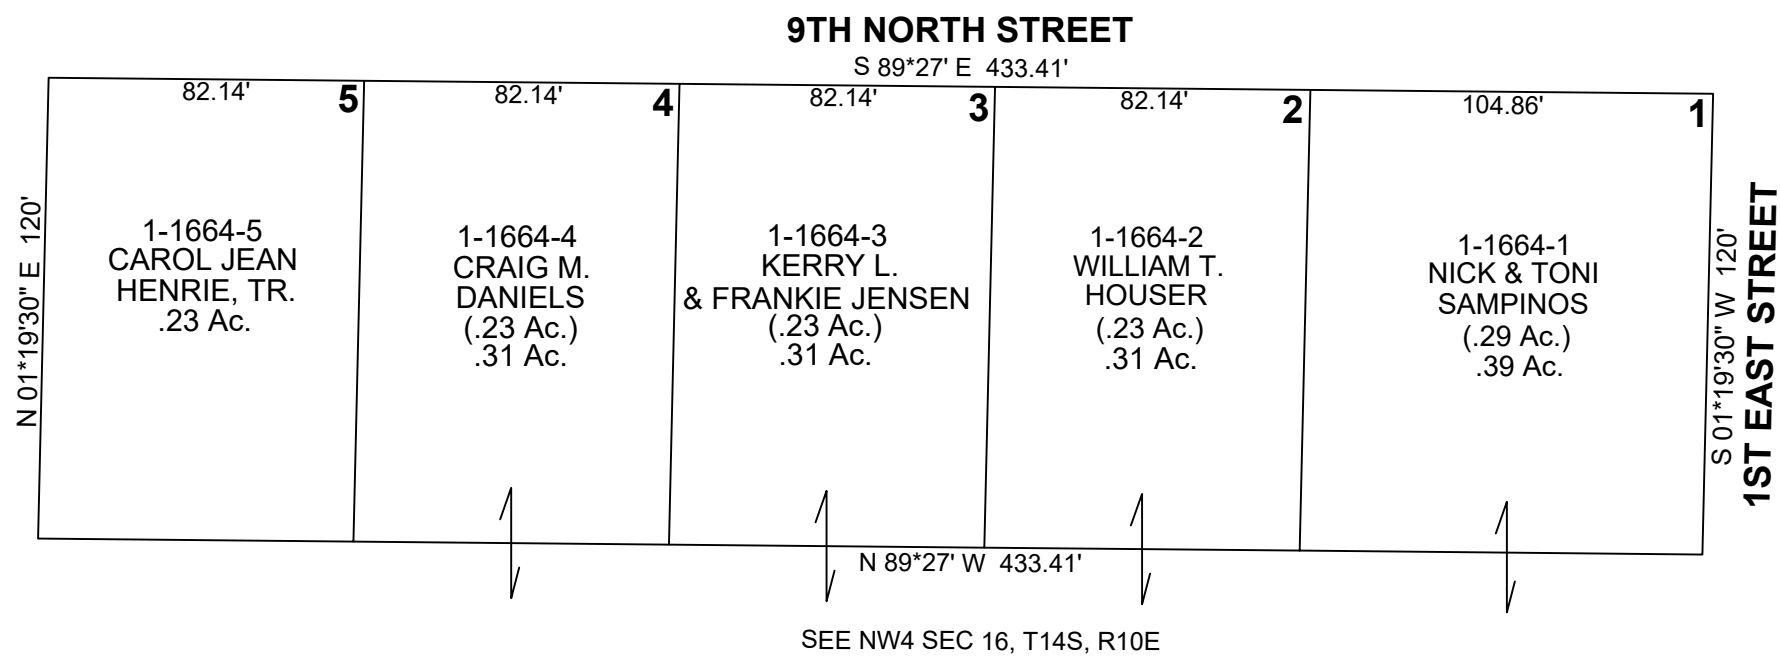 9TH NORTH STREET
S 89*27' E 433.41'
82.14'
5
82.14'
4
82.14'
3
82.14'
2
104.86'
1
N 01*19'30" E 120'
1-1664-5
CAROL JEAN
HENRIE, TR.
.23 Ac.
1-1664-4
CRAIG M.
DANIELS
(.23 Ac.)
.31 Ac.
1-1664-3
KERRY L.
& FRANKIE JENSEN
(.23 Ac.)
.31 Ac.
1-1664-2
WILLIAM T.
HOUSER
(.23 Ac.)
.31 Ac.
1-1664-1
NICK & TONI
SAMPINOS
(.29 Ac.)
.39 Ac.
S 01*19'30" W 120'
1ST EAST STREET
N 89*27' W 433.41'
SEE NW4 SEC 16, T14S, R10E